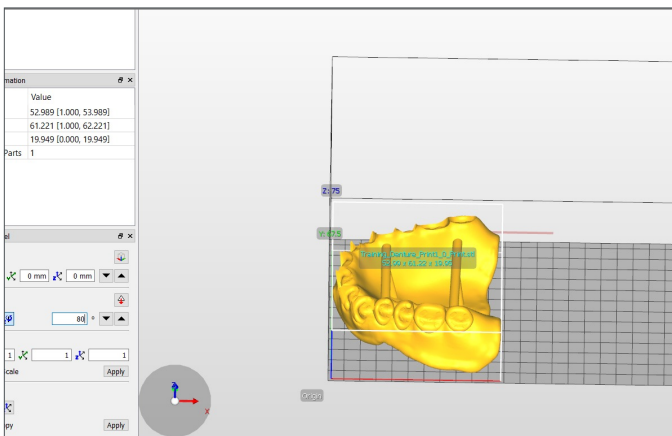 mation
Value
52.989 [1.000, 53.989]
61.221 [1.000, 62.221]
19.949 [0.000, 19.949]
Parts 1
el
0 mm 0 mm
80 °
1 1 1
cale Apply
opy Apply
Z: 75
Y: 67.5
52.99 x 61.22 x 19.95
Origin
Z
X